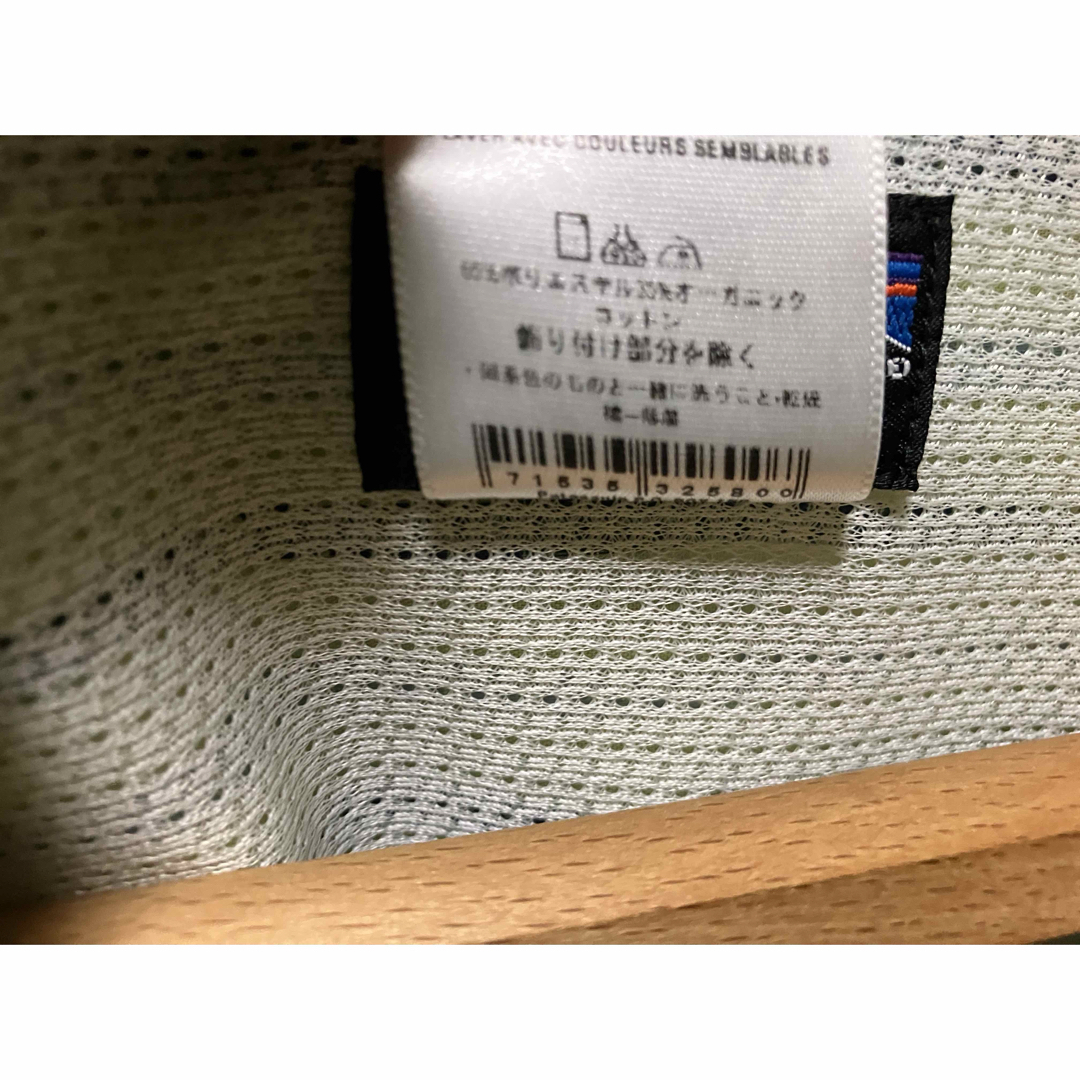 LAVER AVEC COULEURS SEMBLABLES
ポリエステル35%オーガニック
コットン
飾り付け部分を除く
・同系色のものと一緒に洗うこと・乾燥
71535 325800
®